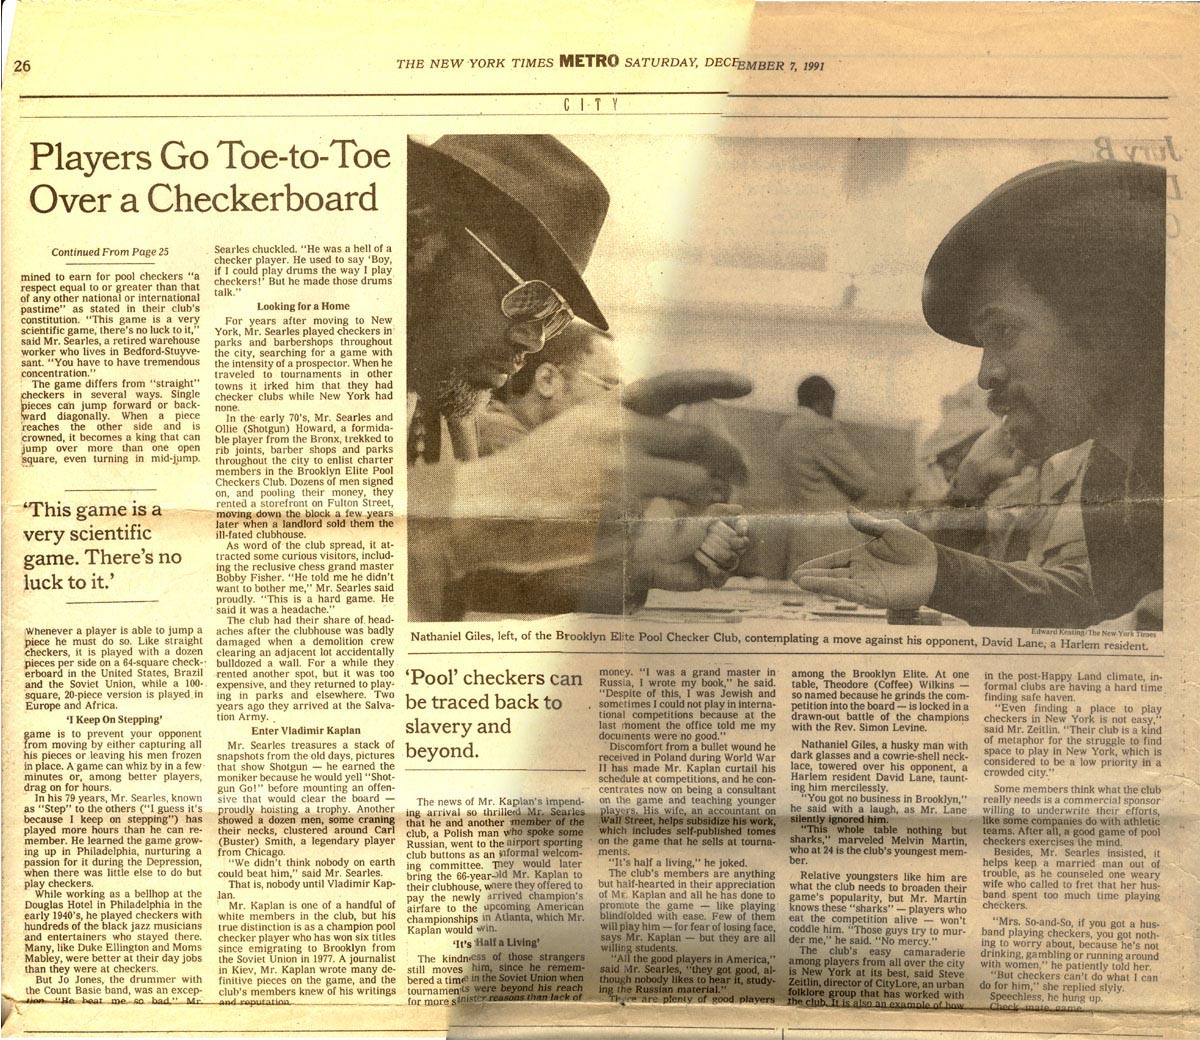 26
THE NEW YORK TIMES METRO SATURDAY, DECEMBER 7, 1991
CITY
Players Go Toe-to-Toe
Over a Checkerboard
Continued From Page 25
mined to earn for pool checkers "a
respect equal to or greater than that
of any other national or international
pastime" as stated in their club's
constitution. "This game is a very
scientific game, there's no luck to it,"
said Mr. Searles, a retired warehouse
worker who lives in Bedford-Stuyve-
sant. "You have to have tremendous
concentration."
The game differs from "straight"
checkers in several ways. Single
pieces can jump forward or back-
ward diagonally. When a piece
reaches the other side and is
crowned, it becomes a king that can
jump over more than one open
square, even turning in mid-jump.
'This game is a
very scientific
game. There's no
luck to it.'
Whenever a player is able to jump a
piece he must do so. Like straight
checkers, it is played with a dozen
pieces per side on a 64-square check-
erboard in the United States, Brazil
and the Soviet Union, while a 100-
square, 20-piece version is played in
Europe and Africa.
'I Keep On Stepping'
game is to prevent your opponent
from moving by either capturing all
his pieces or leaving his men frozen
in place. A game can whiz by in a few
minutes or, among better players,
drag on for hours.
In his 79 years, Mr. Searles, known
as "Step" to the others ("I guess it's
because I keep on stepping") has
played more hours than he can re-
member. He learned the game grow-
ing up in Philadelphia, nurturing a
passion for it during the Depression,
when there was little else to do but
play checkers.
While working as a bellhop at the
Douglas Hotel in Philadelphia in the
early 1940's, he played checkers with
hundreds of the black jazz musicians
and entertainers who stayed there.
Many, like Duke Ellington and Moms
Mabley, were better at their day jobs
than they were at checkers.
But Jo Jones, the drummer with
the Count Basie band, was an excep-
tion. "He beat me so bad," Mr.
Searles chuckled. "He was a hell of a
checker player. He used to say 'Boy,
if I could play drums the way I play
checkers!' But he made those drums
talk."
Looking for a Home
For years after moving to New
York, Mr. Searles played checkers in
parks and barbershops throughout
the city, searching for a game with
the intensity of a prospector. When he
traveled to tournaments in other
towns it irked him that they had
checker clubs while New York had
none.
In the early 70's, Mr. Searles and
Ollie (Shotgun) Howard, a formida-
ble player from the Bronx, trekked to
rib joints, barber shops and parks
throughout the city to enlist charter
members in the Brooklyn Elite Pool
Checkers Club. Dozens of men signed
on, and pooling their money, they
rented a storefront on Fulton Street,
moving down the block a few years
later when a landlord sold them the
ill-fated clubhouse.
As word of the club spread, it at-
tracted some curious visitors, includ-
ing the reclusive chess grand master
Bobby Fisher. "He told me he didn't
want to bother me," Mr. Searles said
proudly. "This is a hard game. He
said it was a headache."
The club had their share of head-
aches after the clubhouse was badly
damaged when a demolition crew
clearing an adjacent lot accidentally
bulldozed a wall. For a while they
rented another spot, but it was too
expensive, and they returned to play-
ing in parks and elsewhere. Two
years ago they arrived at the Salva-
tion Army.
Enter Vladimir Kaplan
Mr. Searles treasures a stack of
snapshots from the old days, pictures
that show Shotgun — he earned the
moniker because he would yell "Shot-
gun Go!" before mounting an offen-
sive that would clear the board —
proudly hoisting a trophy. Another
showed a dozen men, some craning
their necks, clustered around Carl
(Buster) Smith, a legendary player
from Chicago.
"We didn't think nobody on earth
could beat him," said Mr. Searles.
That is, nobody until Vladimir Kap-
lan.
Mr. Kaplan is one of a handful of
white members in the club, but his
true distinction is as a champion pool
checker player who has won six titles
since emigrating to Brooklyn from
the Soviet Union in 1977. A journalist
in Kiev, Mr. Kaplan wrote many de-
finitive pieces on the game, and the
club's members knew of his writings
and reputation.
Edward Keating/The New York Times
Nathaniel Giles, left, of the Brooklyn Elite Pool Checker Club, contemplating a move against his opponent, David Lane, a Harlem resident.
'Pool' checkers can
be traced back to
slavery and
beyond.
The news of Mr. Kaplan's impend-
ing arrival so thrilled Mr. Searles
that he and another member of the
club, a Polish man who spoke some
Russian, went to the airport sporting
club buttons as an informal welcom-
ing committee. They would later
bring the 66-year-old Mr. Kaplan to
their clubhouse, where they offered to
pay the newly arrived champion's
airfare to the upcoming American
championships in Atlanta, which Mr.
Kaplan would win.
'It's Half a Living'
The kindness of those strangers
still moves him, since he remem-
bered a time in the Soviet Union when
tournaments were beyond his reach
for more sinister reasons than lack of
money. "I was a grand master in
Russia, I wrote my book," he said.
"Despite of this, I was Jewish and
sometimes I could not play in interna-
tional competitions because at the
last moment the office told me my
documents were no good."
Discomfort from a bullet wound he
received in Poland during World War
II has made Mr. Kaplan curtail his
schedule at competitions, and he con-
centrates now on being a consultant
on the game and teaching younger
players. His wife, an accountant on
Wall Street, helps subsidize his work,
which includes self-published tomes
on the game that he sells at tourna-
ments.
"It's half a living," he joked.
The club's members are anything
but half-hearted in their appreciation
of Mr. Kaplan and all he has done to
promote the game — like playing
blindfolded with ease. Few of them
will play him — for fear of losing face,
says Mr. Kaplan — but they are all
willing students.
"All the good players in America,"
said Mr. Searles, "they got good, al-
though nobody likes to hear it, study-
ing the Russian material."
There are plenty of good players
among the Brooklyn Elite. At one
table, Theodore (Coffee) Wilkins —
so named because he grinds the com-
petition into the board — is locked in a
drawn-out battle of the champions
with the Rev. Simon Levine.
Nathaniel Giles, a husky man with
dark glasses and a cowrie-shell neck-
lace, towered over his opponent, a
Harlem resident David Lane, taunt-
ing him mercilessly.
"You got no business in Brooklyn,"
he said with a laugh, as Mr. Lane
silently ignored him.
"This whole table nothing but
sharks," marveled Melvin Martin,
who at 24 is the club's youngest mem-
ber.
Relative youngsters like him are
what the club needs to broaden their
game's popularity, but Mr. Martin
knows these "sharks" — players who
eat the competition alive — won't
coddle him. "Those guys try to mur-
der me," he said. "No mercy."
The club's easy camaraderie
among players from all over the city
is New York at its best, said Steve
Zeitlin, director of CityLore, an urban
folklore group that has worked with
the club. It is also an example of how
in the post-Happy Land climate, in-
formal clubs are having a hard time
finding safe haven.
"Even finding a place to play
checkers in New York is not easy,"
said Mr. Zeitlin. "Their club is a kind
of metaphor for the struggle to find
space to play in New York, which is
considered to be a low priority in a
crowded city."
Some members think what the club
really needs is a commercial sponsor
willing to underwrite their efforts,
like some companies do with athletic
teams. After all, a good game of pool
checkers exercises the mind.
Besides, Mr. Searles insisted, it
helps keep a married man out of
trouble, as he counseled one weary
wife who called to fret that her hus-
band spent too much time playing
checkers.
"Mrs. So-and-So, if you got a hus-
band playing checkers, you got noth-
ing to worry about, because he's not
drinking, gambling or running around
with women," he patiently told her.
"But checkers can't do what I can
do for him," she replied slyly.
Speechless, he hung up.
Check mate, game.